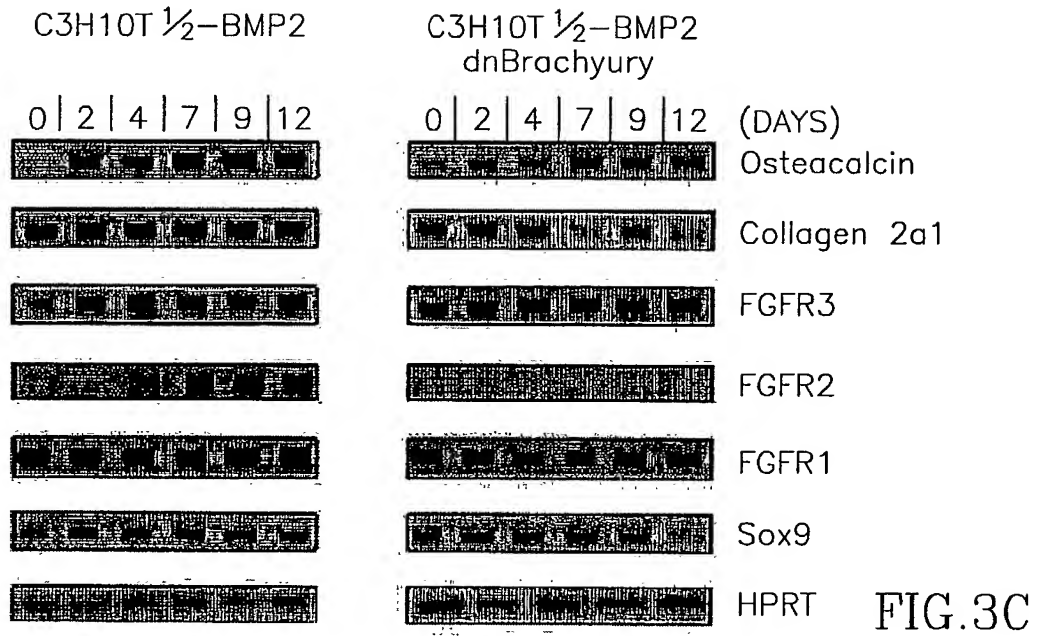 C3H10T ½-BMP2
C3H10T ½-BMP2
dnBrachyury
0 | 2 | 4 | 7 | 9 | 12
0 | 2 | 4 | 7 | 9 | 12 (DAYS)
Osteacalcin
Collagen 2a1
FGFR3
FGFR2
FGFR1
Sox9
HPRT
FIG.3C